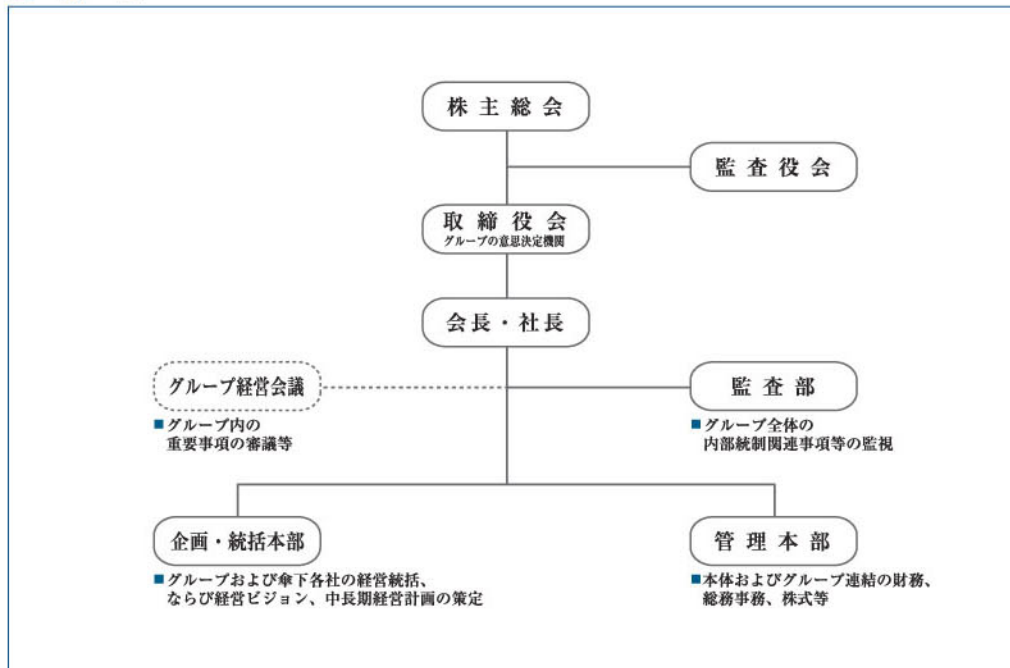 株主総会
監査役会
取締役会
グループの意思決定機関
会長・社長
グループ経営会議
■グループ内の
重要事項の審議等
監査部
■グループ全体の
内部統制関連事項等の監視
企画・統括本部
■グループおよび傘下各社の経営統括、
ならび経営ビジョン、中長期経営計画の策定
管理本部
■本体およびグループ連結の財務、
総務事務、株式等